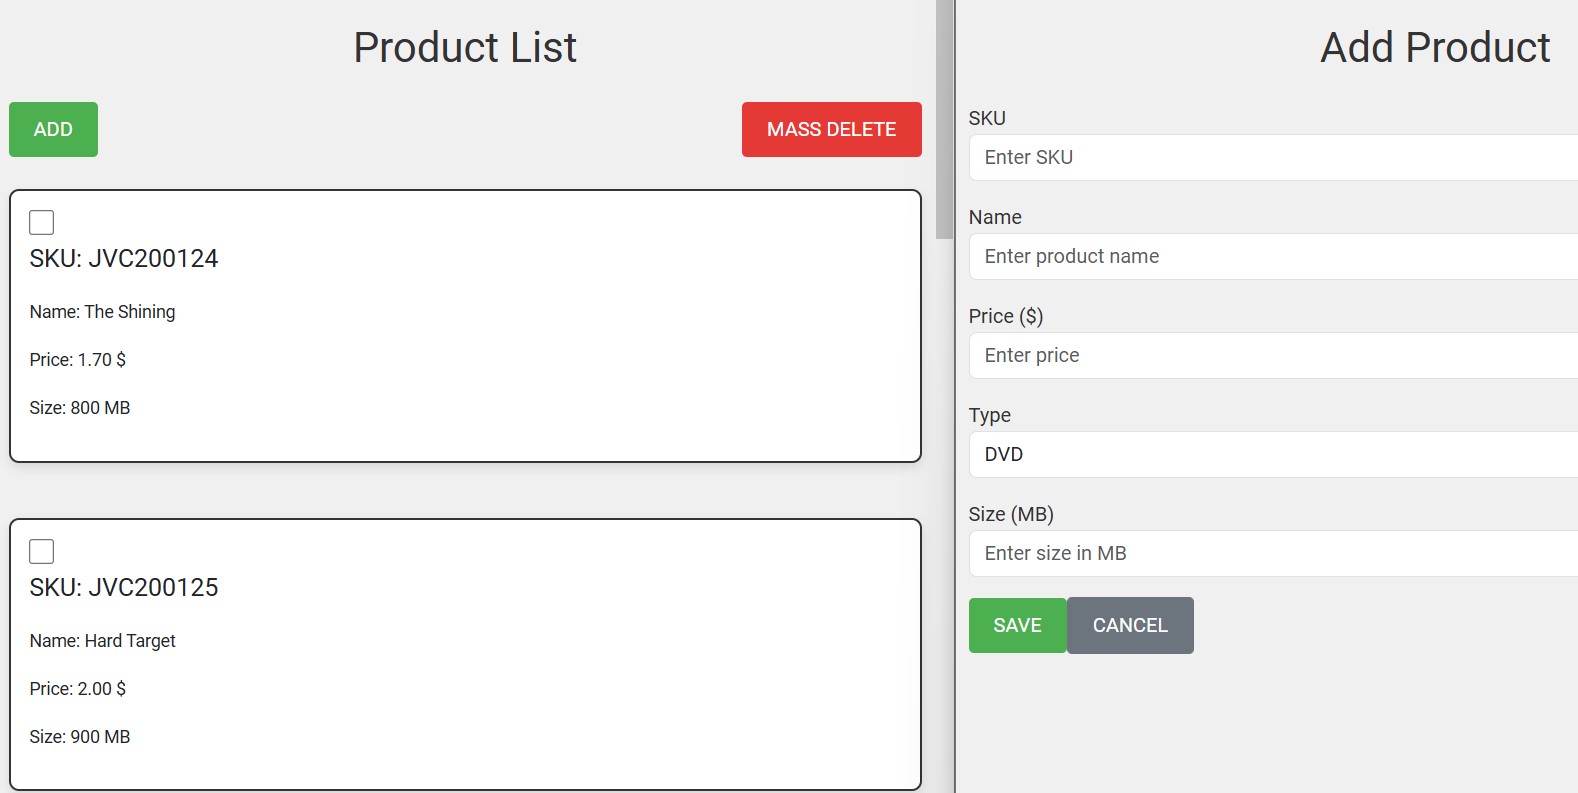 Product List
ADD
MASS DELETE
SKU: JVC200124
Name: The Shining
Price: 1.70 $
Size: 800 MB
SKU: JVC200125
Name: Hard Target
Price: 2.00 $
Size: 900 MB
Add Product
SKU
Enter SKU
Name
Enter product name
Price ($)
Enter price
Type
DVD
Size (MB)
Enter size in MB
SAVE
CANCEL